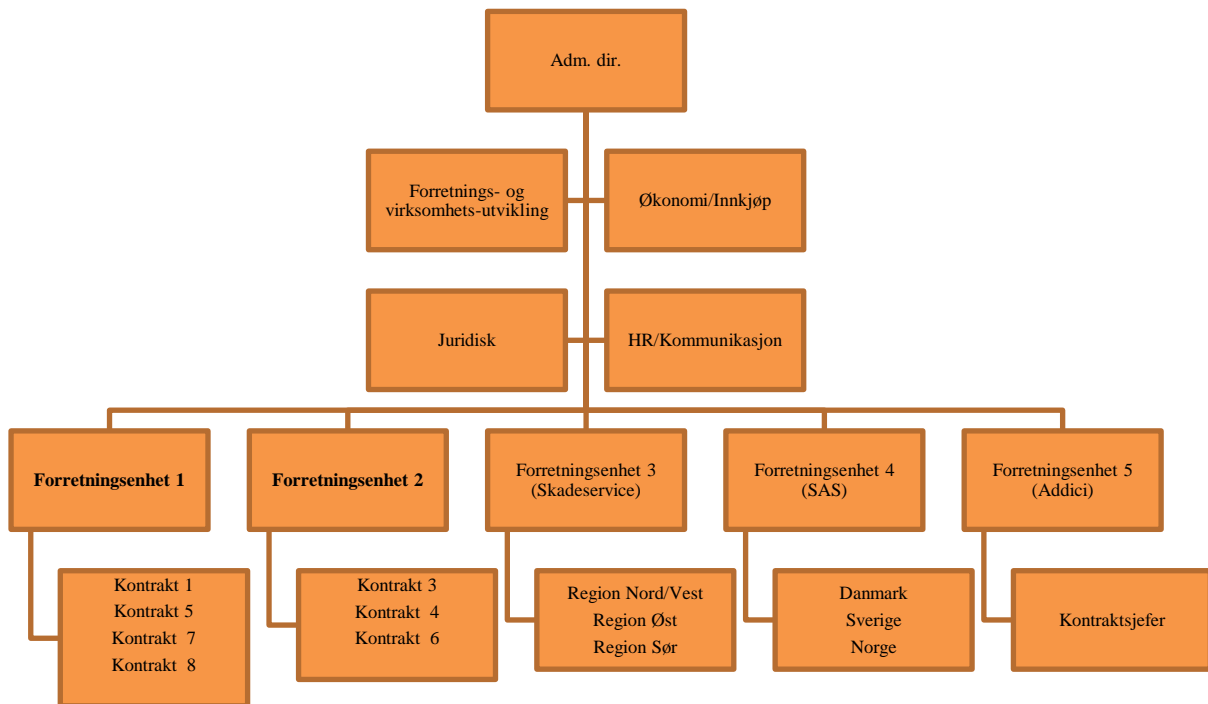 Adm. dir.
Forretnings- og
virksomhets-utvikling
Økonomi/Innkjøp
Juridisk
HR/Kommunikasjon
Forretningsenhet 1
Forretningsenhet 2
Forretningsenhet 3
(Skadeservice)
Forretningsenhet 4
(SAS)
Forretningsenhet 5
(Addici)
Kontrakt 1
Kontrakt 5
Kontrakt 7
Kontrakt 8
Kontrakt 3
Kontrakt 4
Kontrakt 6
Region Nord/Vest
Region Øst
Region Sør
Danmark
Sverige
Norge
Kontraktsjefer